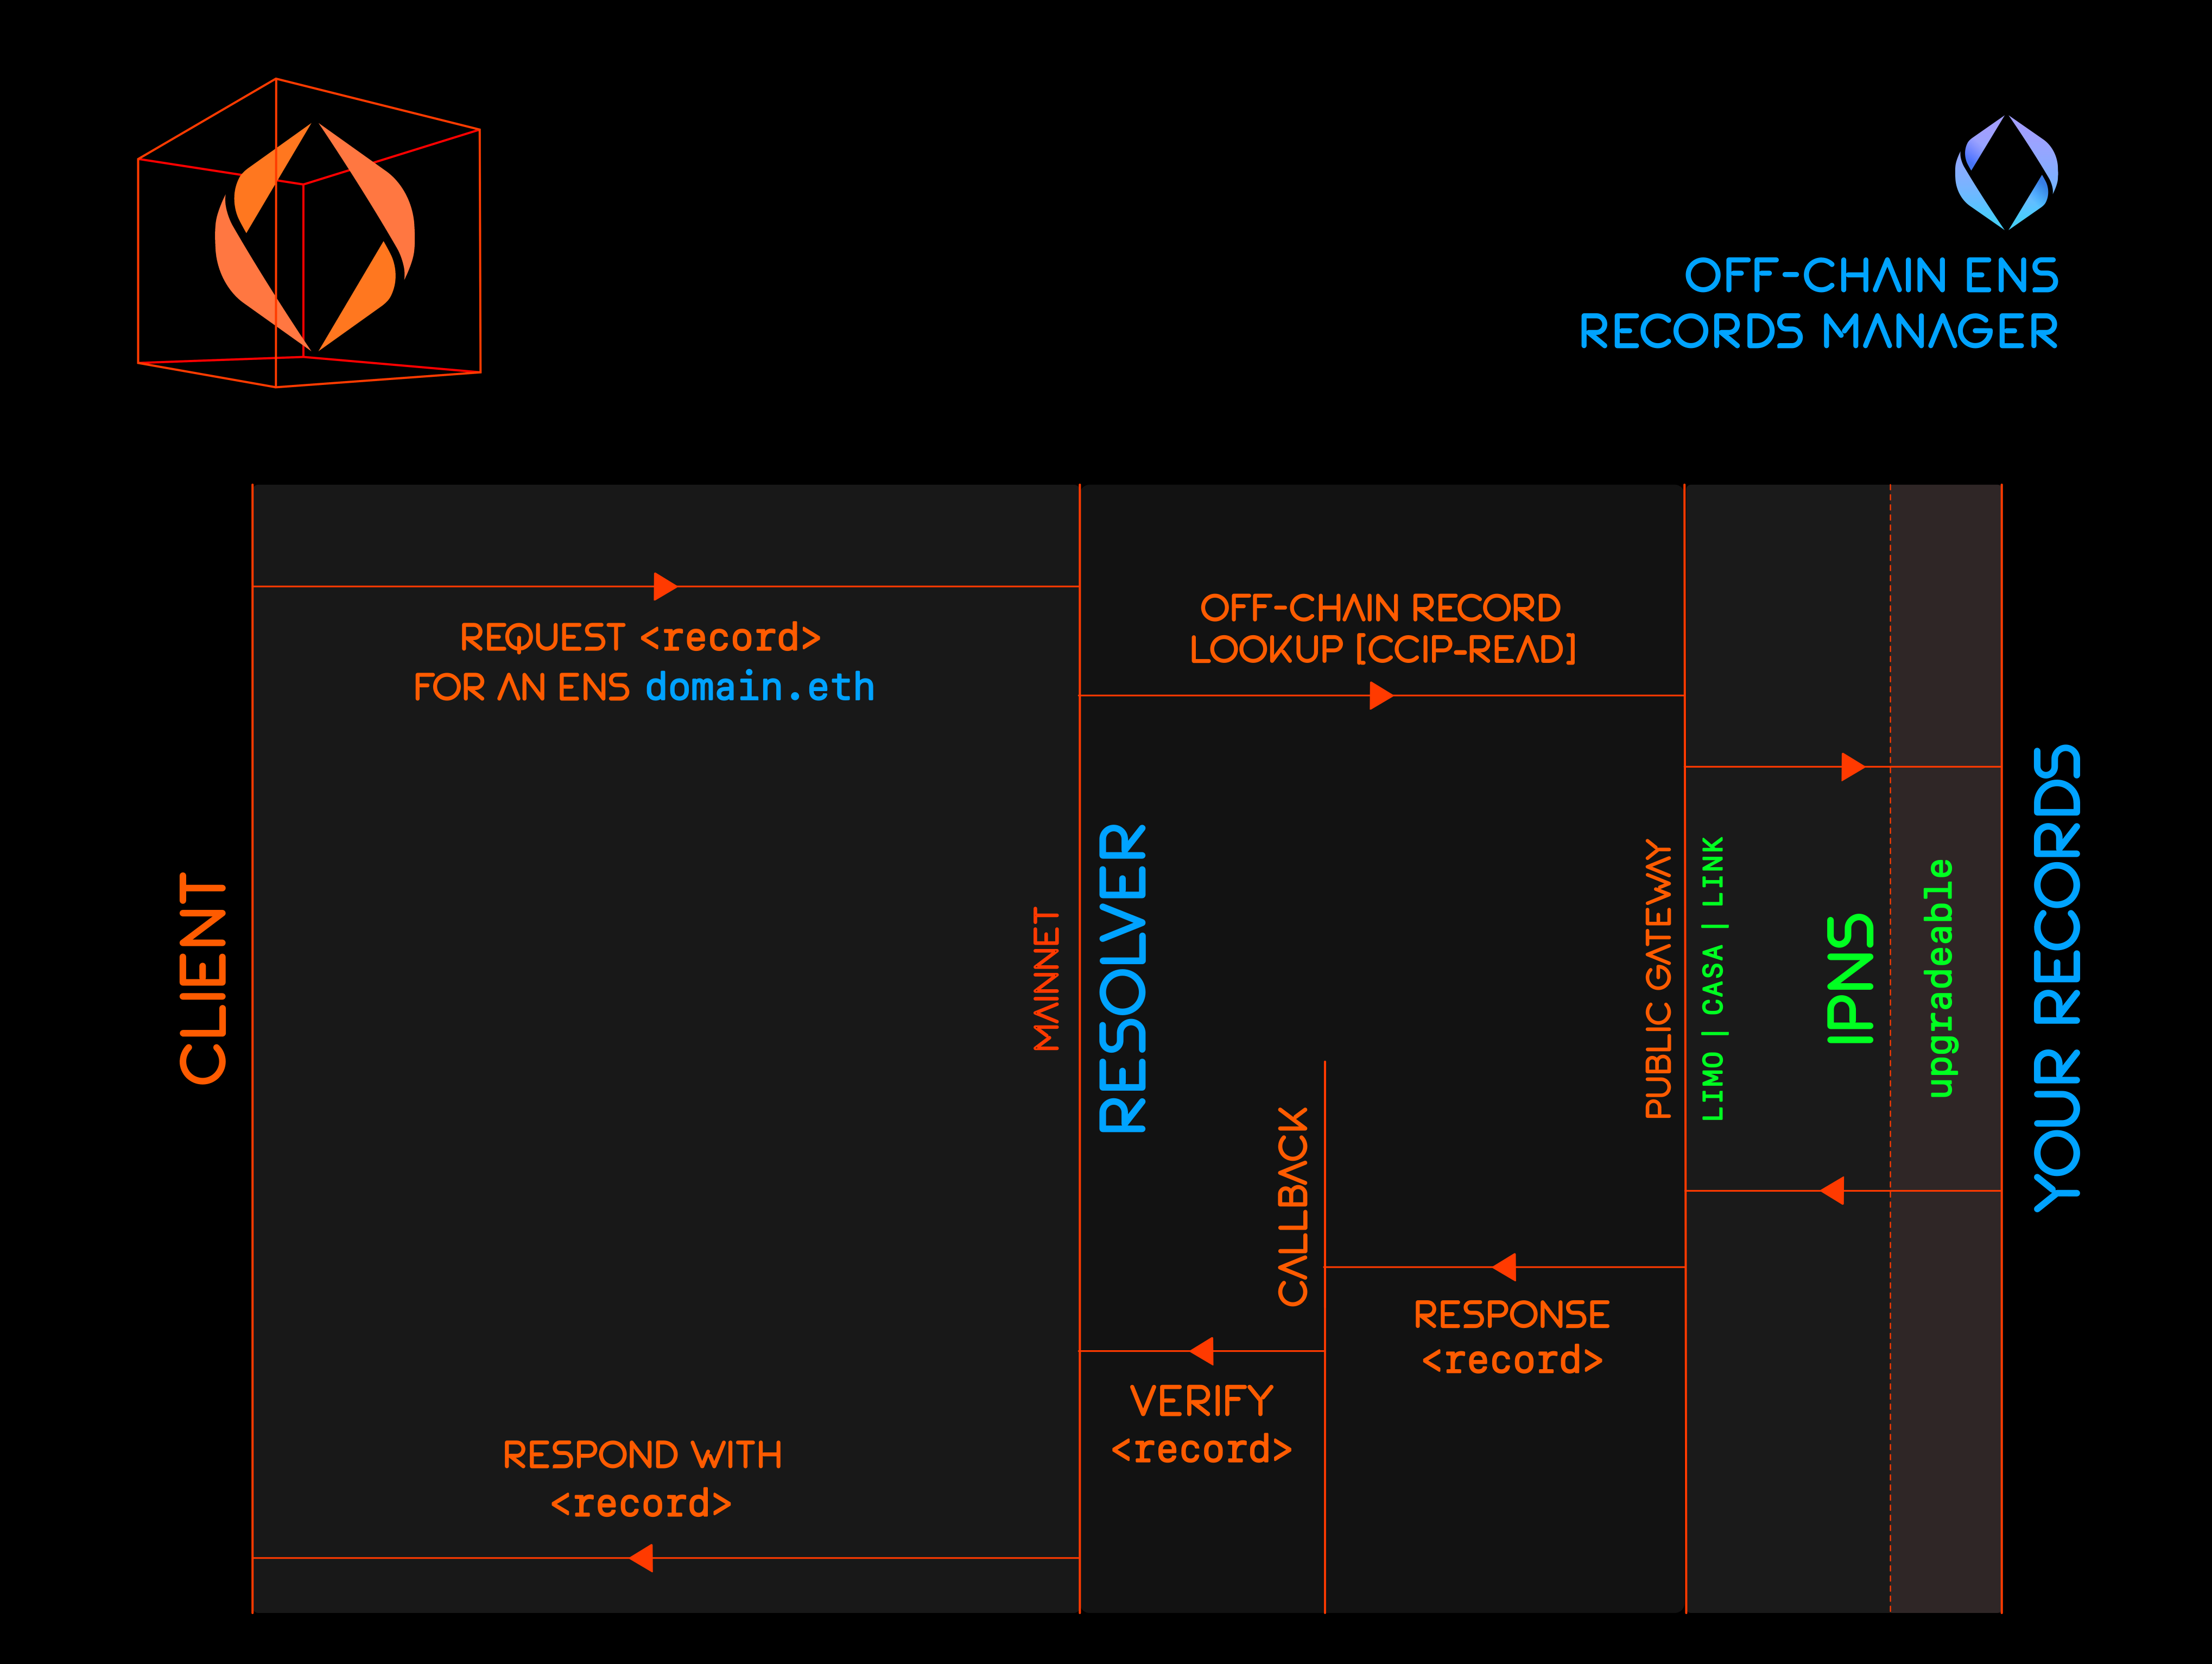 OFF-CHAIN ENS
RECORDS MANAGER
REQUEST <record>
FOR AN ENS domain.eth
OFF-CHAIN RECORD
LOOKUP [CCIP-READ]
CLIENT
MAINNET
RESOLVER
CALLBACK
PUBLIC GATEWAY
LIMO | CASA | LINK
IPNS
upgradeable
YOUR RECORDS
RESPONSE
<record>
VERIFY
<record>
RESPOND WITH
<record>